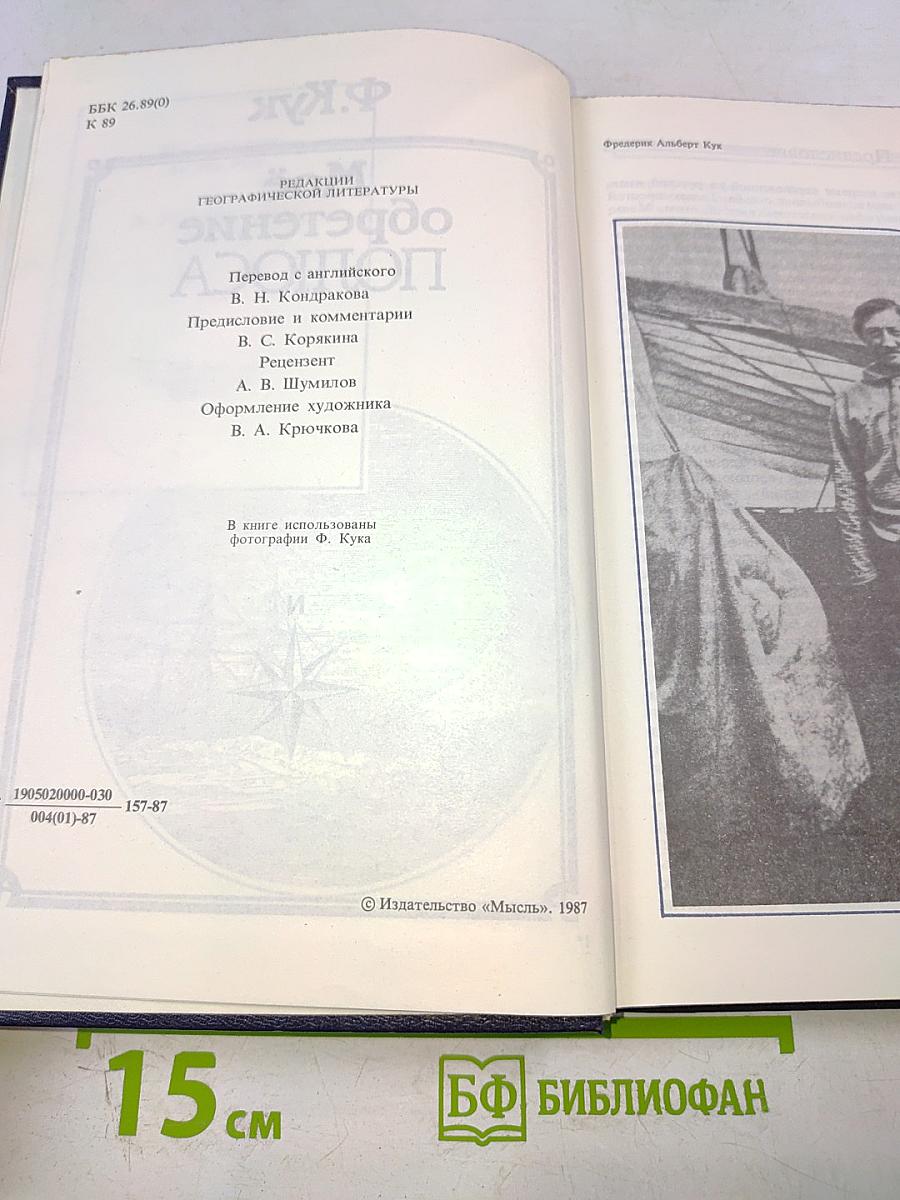 ББК 26.89(0)
К 89
РЕДАКЦИИ
ГЕОГРАФИЧЕСКОЙ ЛИТЕРАТУРЫ
Перевод с английского
В. Н. Кондракова
Предисловие и комментарии
В. С. Корякина
Рецензент
А. В. Шумилов
Оформление художника
В. А. Крючкова
В книге использованы
фотографии Ф. Кука
1905020000-030
004(01)-87
157-87
© Издательство «Мысль». 1987
Фредерик Альберт Кук
Ф. Кук
Мой
обретение
ПОЛЮСА
N
15 см
БФ БИБЛИОФАН